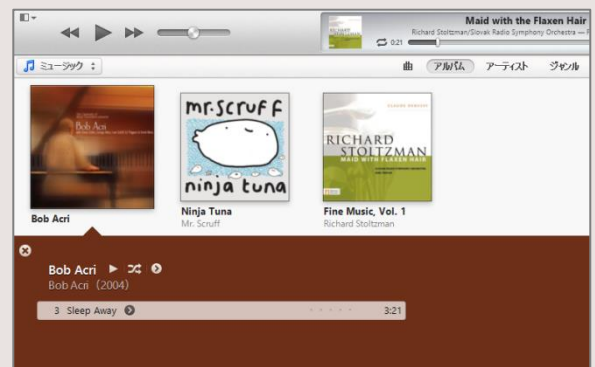 Maid with the Flaxen Hair
Richard Stoltzman/Slovak Radio Symphony Orchestra —
0:21
ミュージック
曲 アルバム アーティスト ジャンル
Bob Acri
mr.scruff
ninja tuna
CLAUDE DEBUSSY
RICHARD
STOLTZMAN
MAID WITH FLAXEN HAIR
Bob Acri
Ninja Tuna
Mr. Scruff
Fine Music, Vol. 1
Richard Stoltzman
Bob Acri
Bob Acri (2004)
3 Sleep Away 3:21